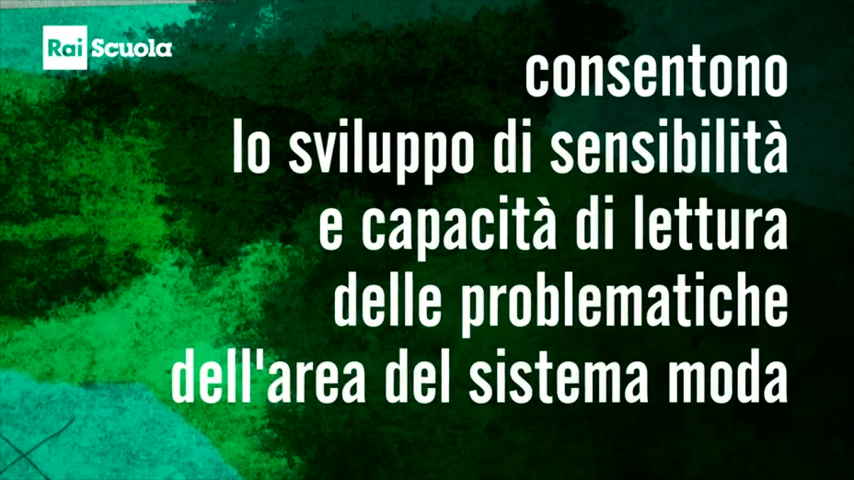 Rai Scuola
consentono
lo sviluppo di sensibilità
e capacità di lettura
delle problematiche
dell'area del sistema moda